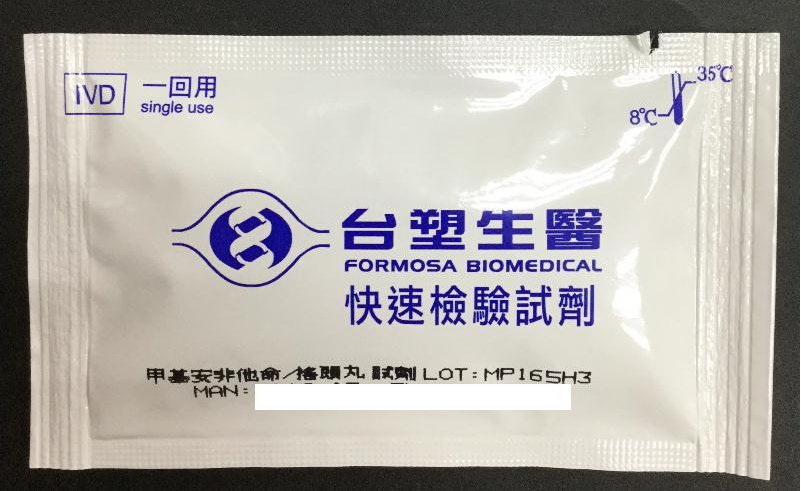 IVD
一回用
single use
35℃
8℃
台塑生醫
FORMOSA BIOMEDICAL
快速檢驗試劑
甲基安非他命/搖頭丸 試劑 LOT:MP165H3
MAN: